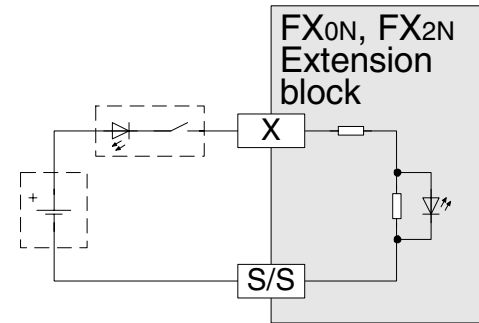 FX0N, FX2N
Extension
block
X
+
S/S